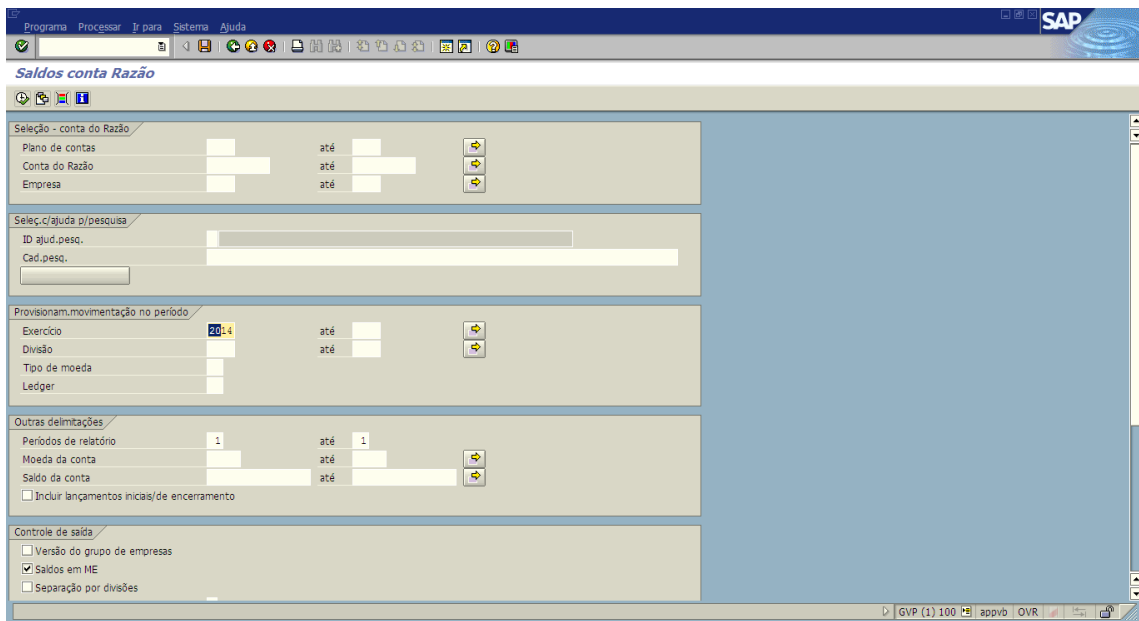 Programa Processar Ir para Sistema Ajuda
SAP
Saldos conta Razão
Seleção - conta do Razão
Plano de contas até
Conta do Razão até
Empresa até
Seleç.c/ajuda p/pesquisa
ID ajud.pesq.
Cad.pesq.
Provisionam.movimentação no período
Exercício 2014 até
Divisão até
Tipo de moeda
Ledger
Outras delimitações
Períodos de relatório 1 até 1
Moeda da conta até
Saldo da conta até
Incluir lançamentos iniciais/de encerramento
Controle de saída
Versão do grupo de empresas
Saldos em ME
Separação por divisões
GVP (1) 100 appvb OVR